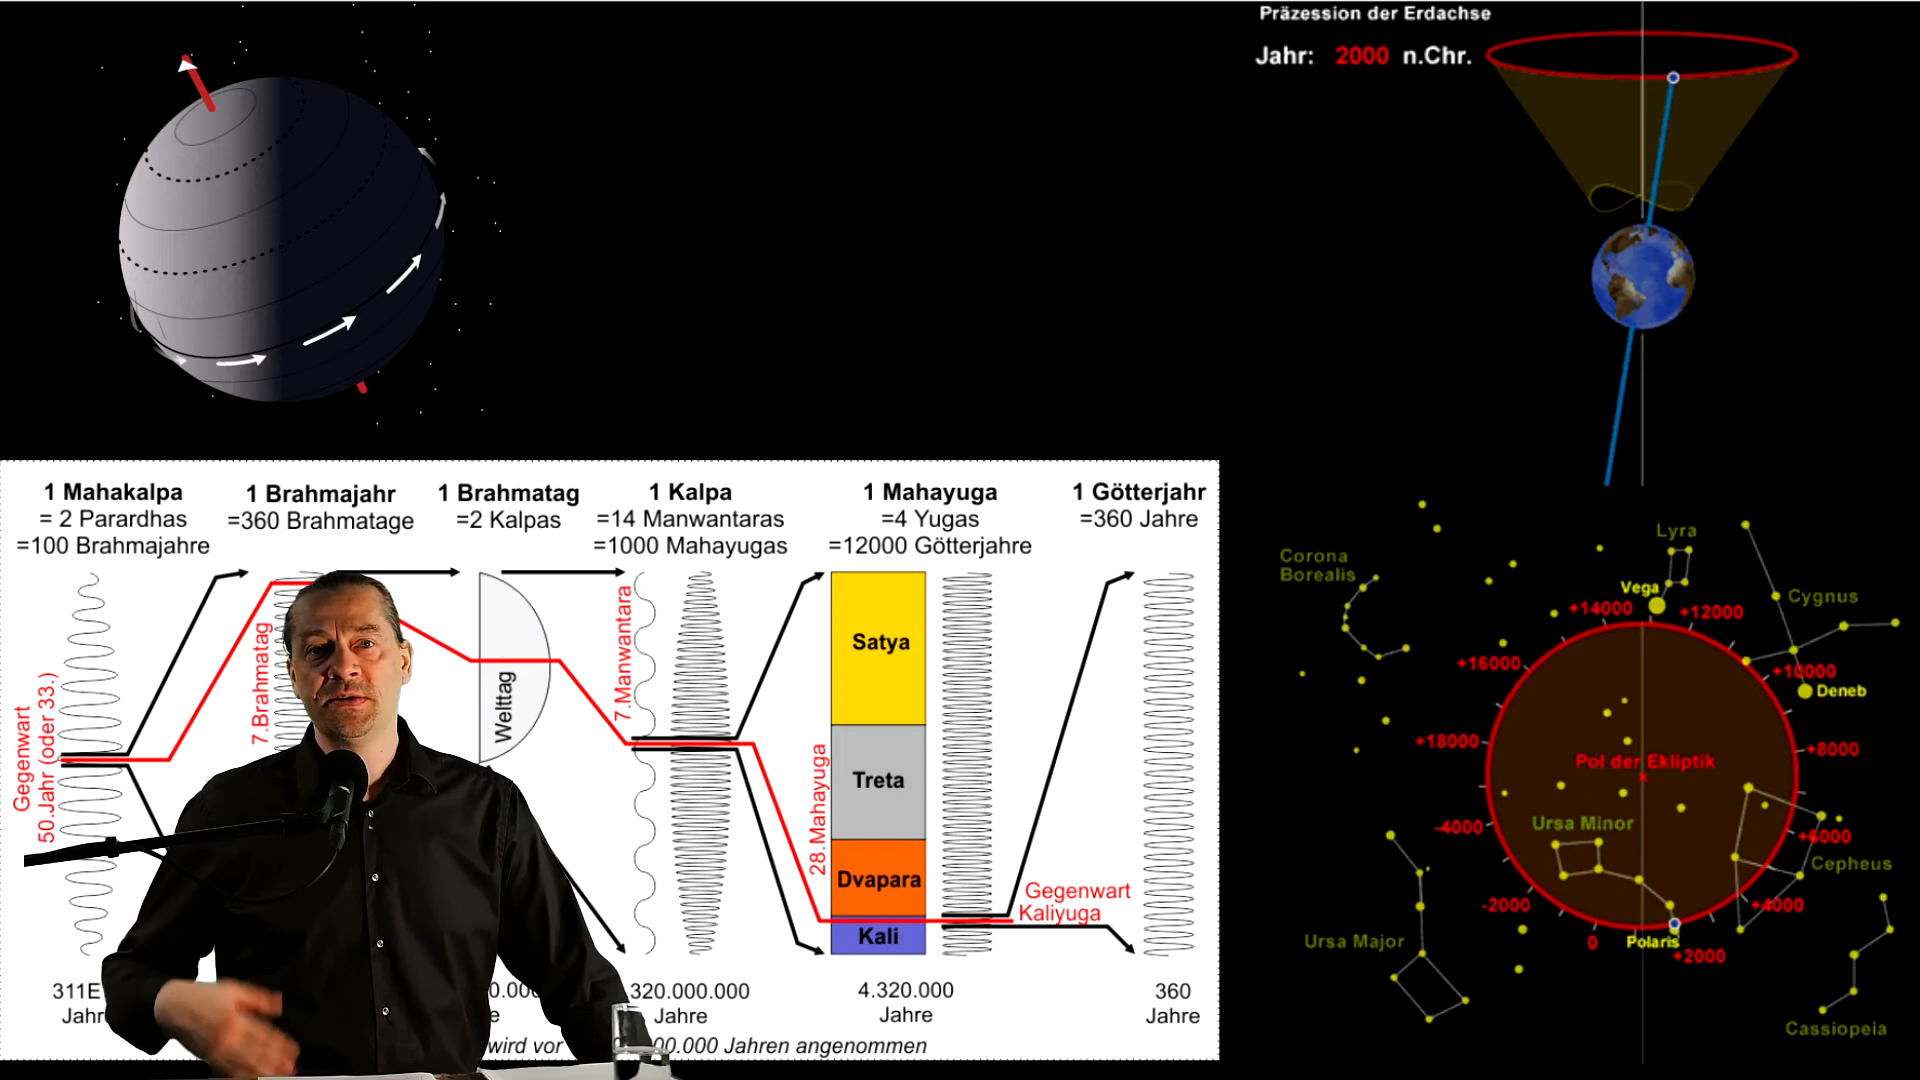 Präzession der Erdachse
Jahr: 2000 n.Chr.
1 Mahakalpa
= 2 Parardhas
=100 Brahmajahre
1 Brahmajahr
=360 Brahmatage
1 Brahmatag
=2 Kalpas
1 Kalpa
=14 Manwantaras
=1000 Mahayugas
1 Mahayuga
=4 Yugas
=12000 Götterjahre
1 Götterjahr
=360 Jahre
Gegenwart
50.Jahr (oder 33.)
7.Brahmatag
Welttag
7.Manwantara
28.Mahayuga
Satya
Treta
Dvapara
Kali
Gegenwart
Kaliyuga
311E
Jahr
320.000.000
Jahre
4.320.000
Jahre
360
Jahre
wird vor
00.000 Jahren angenommen
Lyra
Corona
Borealis
Vega
Cygnus
+14000
+12000
+16000
+10000
Deneb
+18000
+8000
Pol der Ekliptik
Ursa Minor
-4000
+6000
Cepheus
-2000
+4000
Ursa Major
0
Polaris
+2000
Cassiopeia